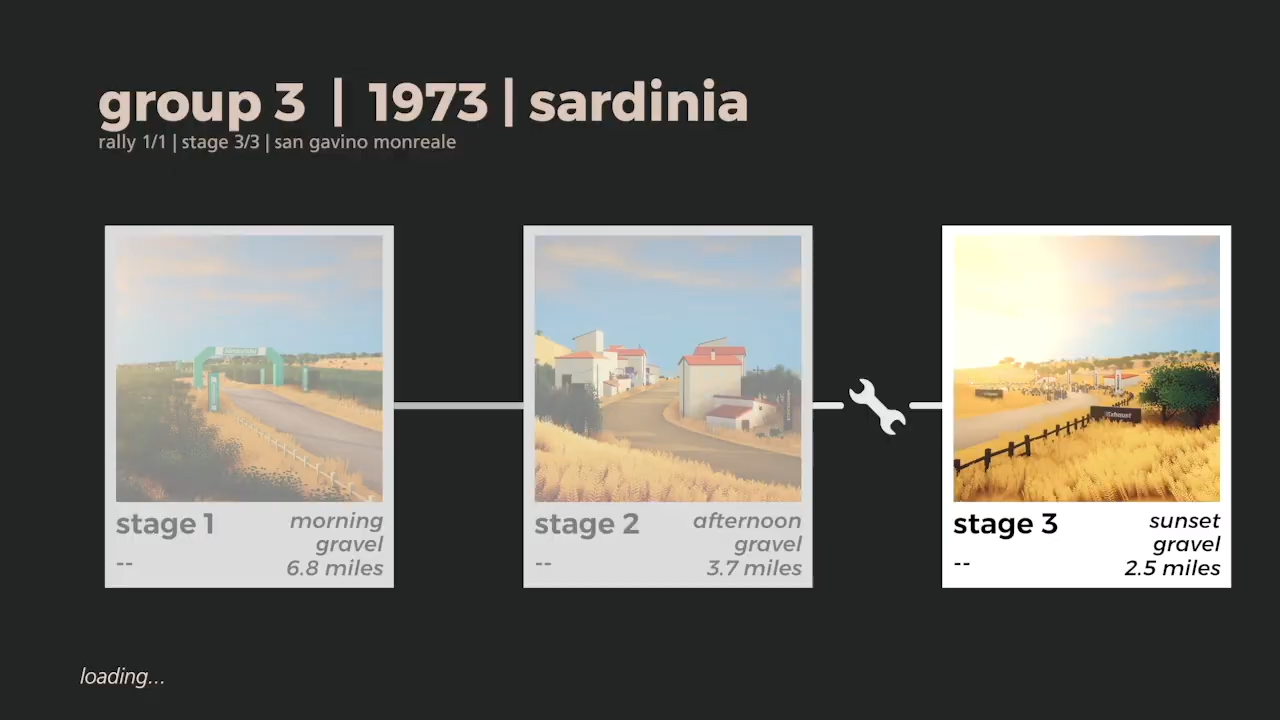 group 3 | 1973 | sardinia
rally 1/1 | stage 3/3 | san gavino monreale
stage 1
morning
gravel
--
6.8 miles
stage 2
afternoon
gravel
--
3.7 miles
stage 3
sunset
gravel
--
2.5 miles
loading...